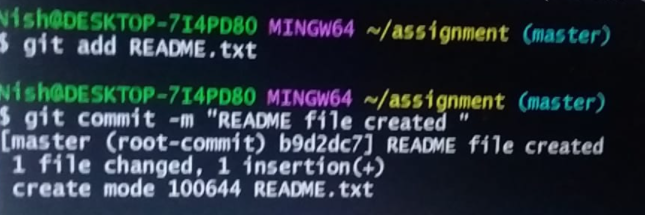 Nish@DESKTOP-7I4PD80 MINGW64 ~/assignment (master)
$ git add README.txt
Nish@DESKTOP-7I4PD80 MINGW64 ~/assignment (master)
$ git commit -m "README file created "
[master (root-commit) b9d2dc7] README file created
1 file changed, 1 insertion(+)
create mode 100644 README.txt